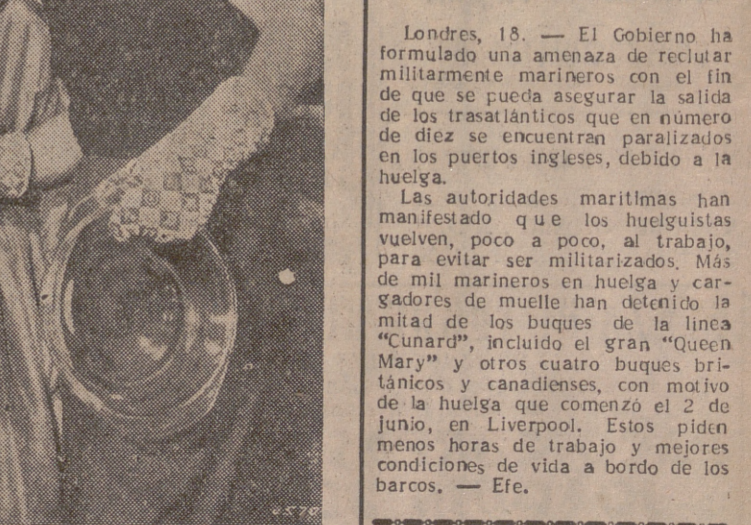 Londres, 18. — El Gobierno ha
formulado una amenaza de reclutar
militarmente marineros con el fin
de que se pueda asegurar la salida
de los trasatlánticos que en número
de diez se encuentran paralizados
en los puertos ingleses, debido a la
huelga.
Las autoridades marítimas han
manifestado que los huelguistas
vuelven, poco a poco, al trabajo,
para evitar ser militarizados. Más
de mil marineros en huelga y car-
gadores de muelle han detenido la
mitad de los buques de la línea
“Cunard”, incluido el gran “Queen
Mary” y otros cuatro buques bri-
tánicos y canadienses, con motivo
de la huelga que comenzó el 2 de
junio, en Liverpool. Estos piden
menos horas de trabajo y mejores
condiciones de vida a bordo de los
barcos. — Efe.